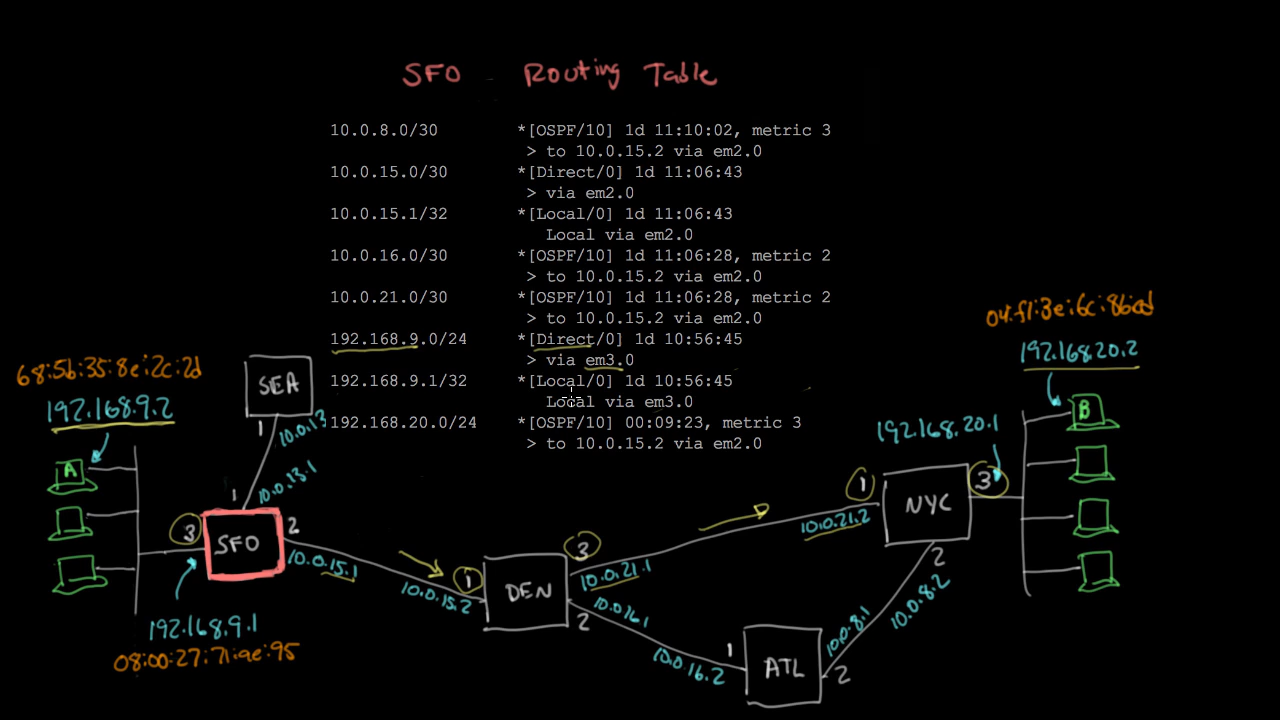 SFO Routing Table
10.0.8.0/30 *[OSPF/10] 1d 11:10:02, metric 3
> to 10.0.15.2 via em2.0
10.0.15.0/30 *[Direct/0] 1d 11:06:43
> via em2.0
10.0.15.1/32 *[Local/0] 1d 11:06:43
Local via em2.0
10.0.16.0/30 *[OSPF/10] 1d 11:06:28, metric 2
> to 10.0.15.2 via em2.0
10.0.21.0/30 *[OSPF/10] 1d 11:06:28, metric 2
> to 10.0.15.2 via em2.0
192.168.9.0/24 *[Direct/0] 1d 10:56:45
> via em3.0
192.168.9.1/32 *[Local/0] 1d 10:56:45
Local via em3.0
192.168.20.0/24 *[OSPF/10] 00:09:23, metric 3
> to 10.0.15.2 via em2.0
68:5b:35:8e:2c:2d
192.168.9.2
A
SEA
1
10.0.13
10.0.13.1
1
3
SFO
2
10.0.15.1
192.168.9.1
08:00:27:71:ae:95
10.0.15.2
1
DEN
3
10.0.21.1
2
10.0.16.1
10.0.16.2
1
ATL
2
10.0.8.1
10.0.8.2
2
NYC
1
10.0.21.2
3
192.168.20.1
04:f1:3e:6c:86:cd
192.168.20.2
B